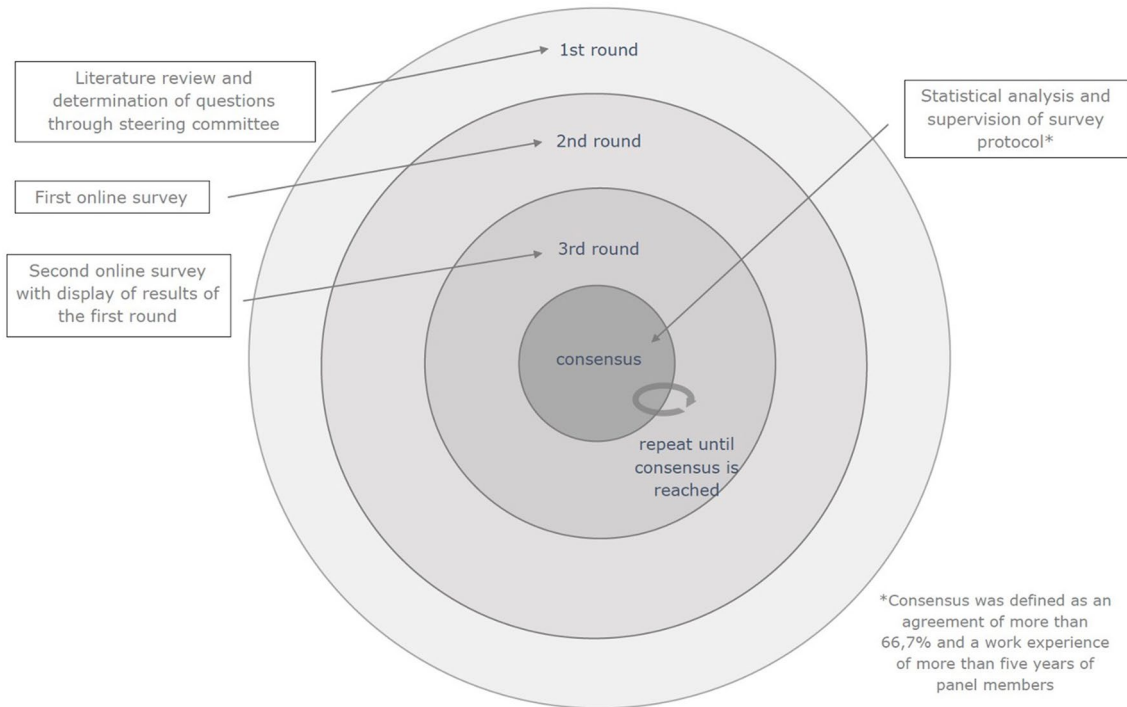 1st round
Literature review and
determination of questions
through steering committee
Statistical analysis and
supervision of survey
protocol*
2nd round
First online survey
3rd round
Second online survey
with display of results of
the first round
consensus
repeat until
consensus is
reached
*Consensus was defined as an
agreement of more than
66,7% and a work experience
of more than five years of
panel members